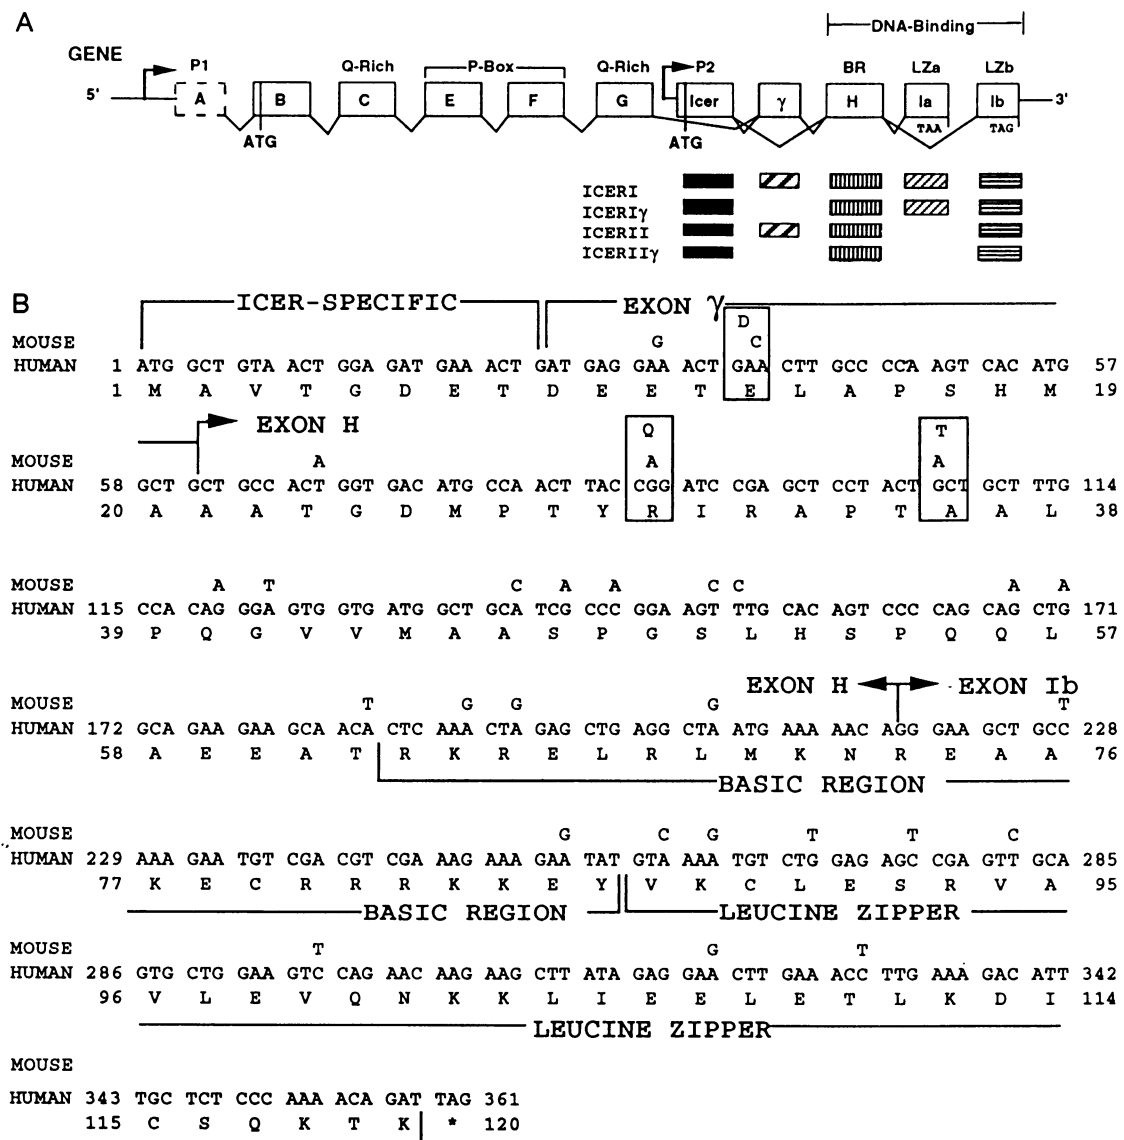 A
DNA-Binding
GENE
P1 Q-Rich P-Box Q-Rich P2 BR LZa LZb
5' A B C E F G Icer γ H Ia Ib 3'
TAA TAG
ATG ATG
ICERI
ICERIγ
ICERII
ICERIIγ
B
ICER-SPECIFIC EXON γ
D
MOUSE G C
HUMAN 1 ATG GCT GTA ACT GGA GAT GAA ACT GAT GAG GAA ACT GAA CTT GCC CCA AGT CAC ATG 57
1 M A V T G D E T D E E T E L A P S H M 19
EXON H
Q T
MOUSE A A A
HUMAN 58 GCT GCT GCC ACT GGT GAC ATG CCA ACT TAC CGG ATC CGA GCT CCT ACT GCT GCT TTG 114
20 A A A T G D M P T Y R I R A P T A A L 38
MOUSE A T C A A C C A A
HUMAN 115 CCA CAG GGA GTG GTG ATG GCT GCA TCG CCC GGA AGT TTG CAC AGT CCC CAG CAG CTG 171
39 P Q G V V M A A S P G S L H S P Q Q L 57
EXON H EXON Ib
MOUSE T G G G T
HUMAN 172 GCA GAA GAA GCA ACA CTC AAA CTA GAG CTG AGG CTA ATG AAA AAC AGG GAA GCT GCC 228
58 A E E A T R K R E L R L M K N R E A A 76
BASIC REGION
MOUSE G C G T T C
HUMAN 229 AAA GAA TGT CGA CGT CGA AAG AAA GAA TAT GTA AAA TGT CTG GAG AGC CGA GTT GCA 285
77 K E C R R R K K E Y V K C L E S R V A 95
BASIC REGION LEUCINE ZIPPER
MOUSE T G T
HUMAN 286 GTG CTG GAA GTC CAG AAC AAG AAG CTT ATA GAG GAA CTT GAA ACC TTG AAA GAC ATT 342
96 V L E V Q N K K L I E E L E T L K D I 114
LEUCINE ZIPPER
MOUSE
HUMAN 343 TGC TCT CCC AAA ACA GAT TAG 361
115 C S Q K T K * 120